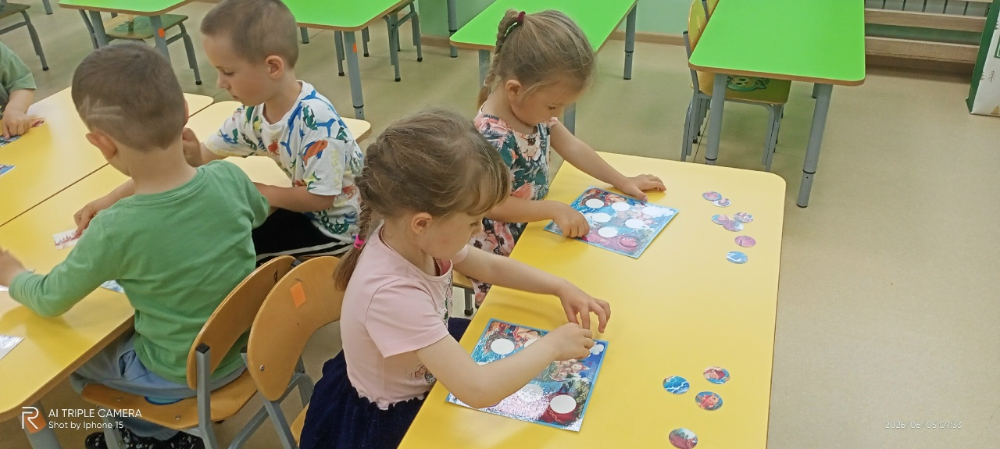 AI TRIPLE CAMERA
Shot by Iphone 15
2026-06-05 09:33